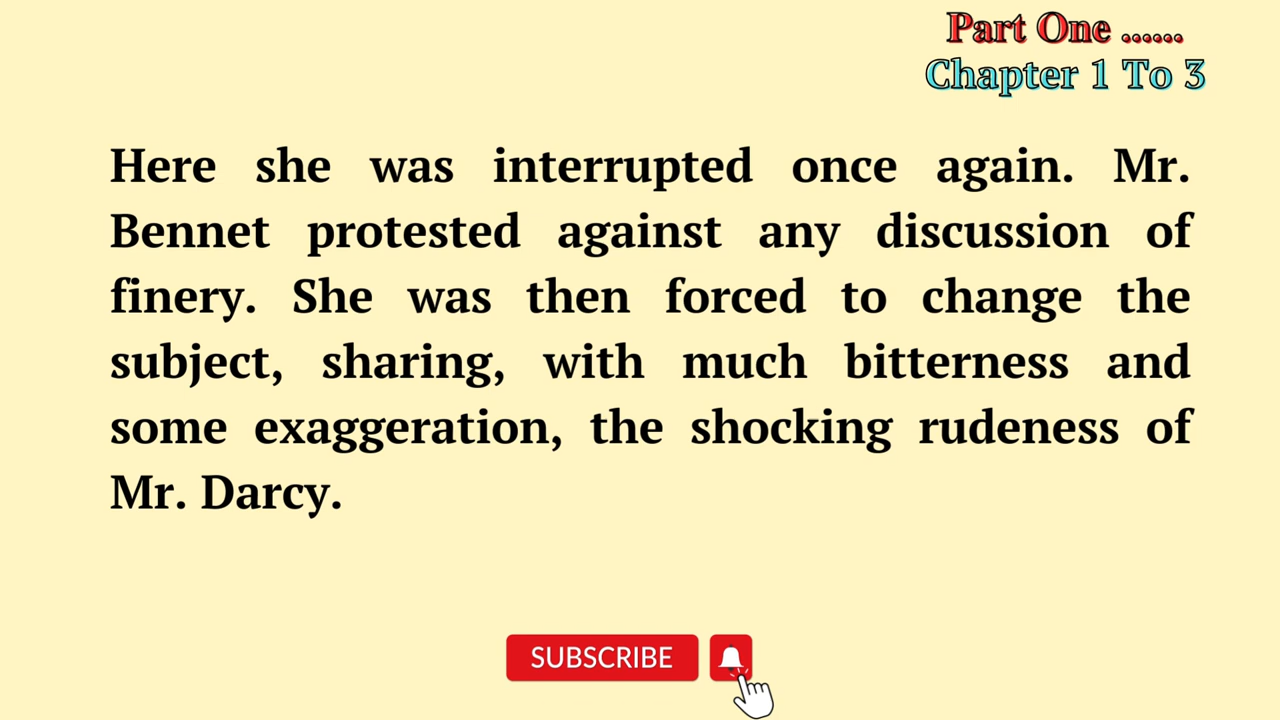 Part One ......
Chapter 1 To 3
Here she was interrupted once again. Mr.
Bennet protested against any discussion of
finery. She was then forced to change the
subject, sharing, with much bitterness and
some exaggeration, the shocking rudeness of
Mr. Darcy.
SUBSCRIBE